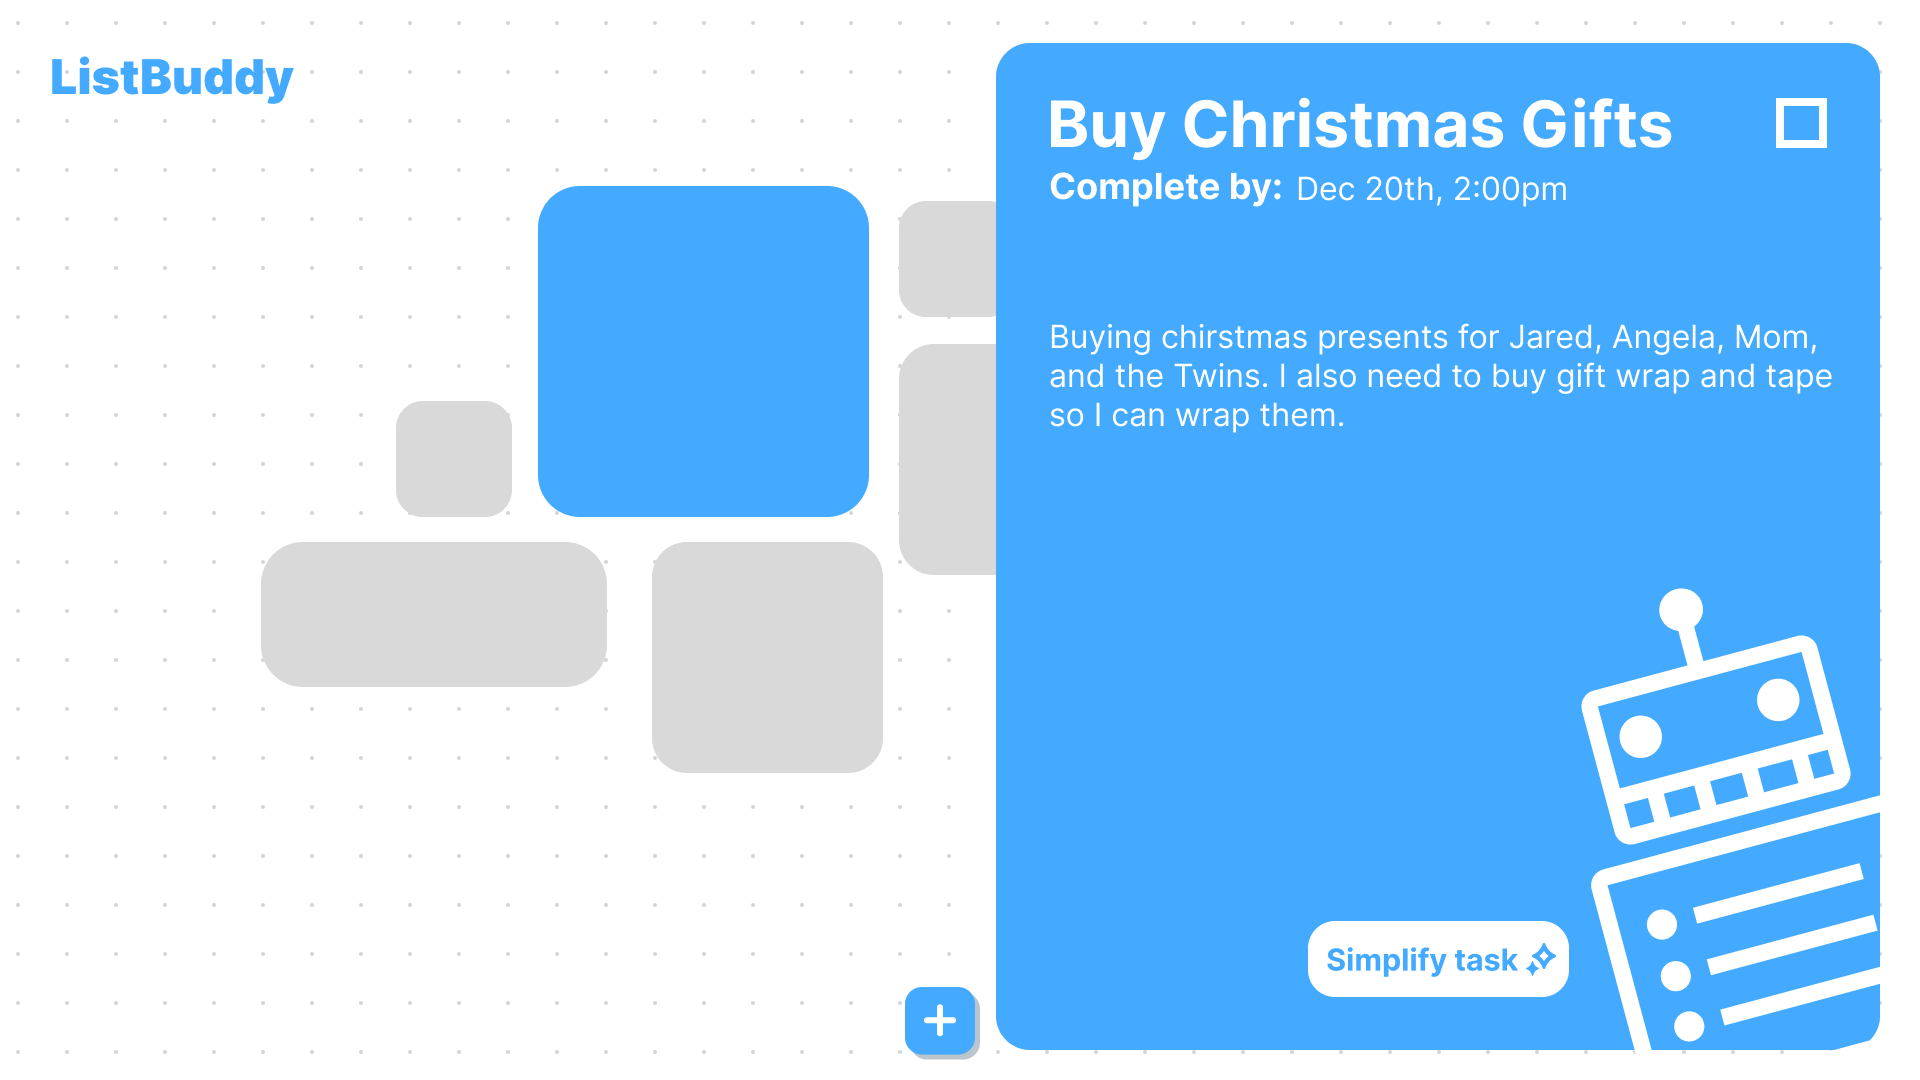 ListBuddy
Buy Christmas Gifts
Complete by: Dec 20th, 2:00pm
Buying chirstmas presents for Jared, Angela, Mom,
and the Twins. I also need to buy gift wrap and tape
so I can wrap them.
Simplify task